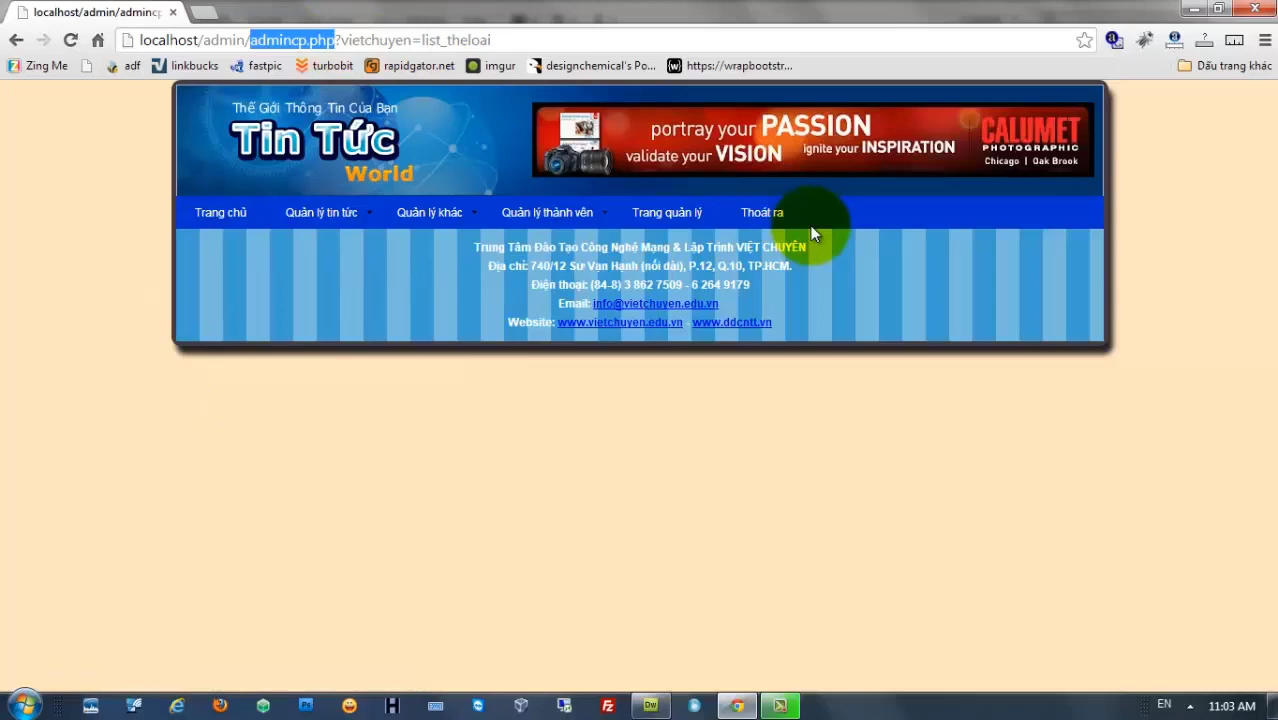 localhost/admin/admincp
localhost/admin/admincp.php?vietchuyen=list_theloai
Zing Me adf linkbucks fastpic turbobit rapidgator.net imgur designchemical's Po... https://wrapbootstr... Dấu trang khác
Thế Giới Thông Tin Của Bạn
Tin Tức
World
portray your PASSION
validate your VISION ignite your INSPIRATION
CALUMET
PHOTOGRAPHIC
Chicago | Oak Brook
Trang chủ Quản lý tin tức Quản lý khác Quản lý thành vên Trang quản lý Thoát ra
Trung Tâm Đào Tạo Công Nghệ Mạng & Lập Trình VIỆT CHUYÊN
Địa chỉ: 740/12 Sư Vạn Hạnh (nối dài), P.12, Q.10, TP.HCM.
Điện thoại: (84-8) 3 862 7509 - 6 264 9179
Email: info@vietchuyen.edu.vn
Website: www.vietchuyen.edu.vn - www.ddcntt.vn
EN 11:03 AM